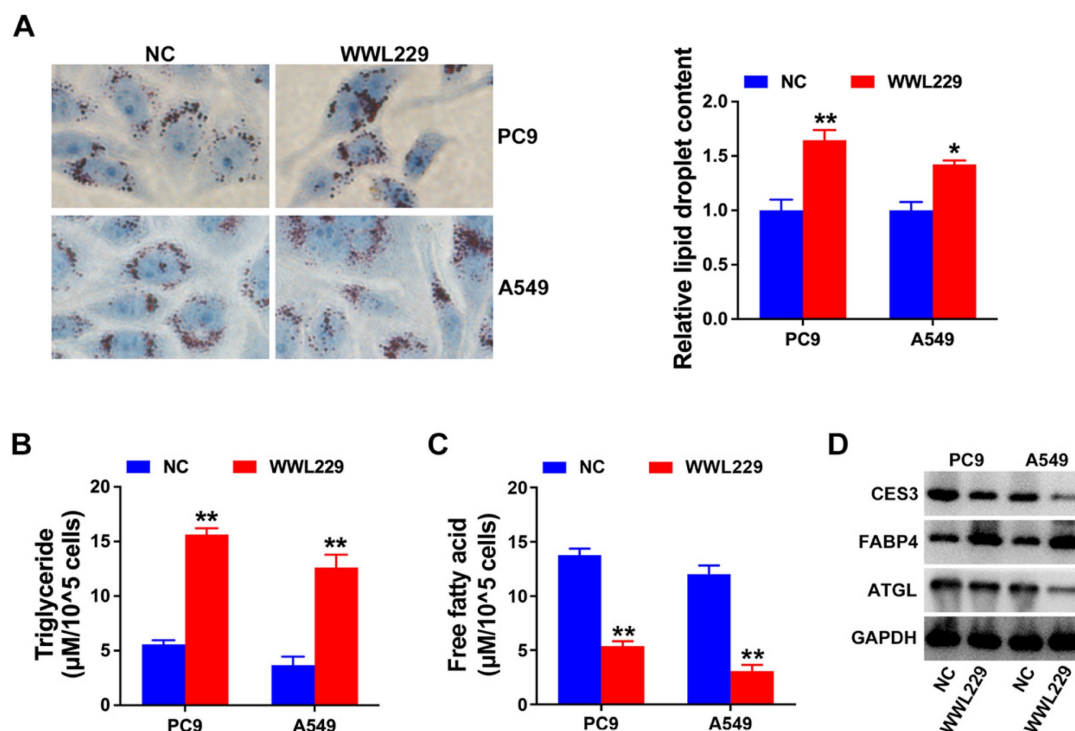 A
NC WWL229
PC9
A549
NC WWL229
Relative lipid droplet content
2.0
1.5
1.0
0.5
0.0
** *
PC9 A549
B
NC WWL229
Triglyceride
(μM/10^5 cells)
20
15
10
5
0
** **
PC9 A549
C
NC WWL229
Free fatty acid
(μM/10^5 cells)
20
15
10
5
0
** **
PC9 A549
D
PC9 A549
CES3
FABP4
ATGL
GAPDH
NC WWL229 NC WWL229